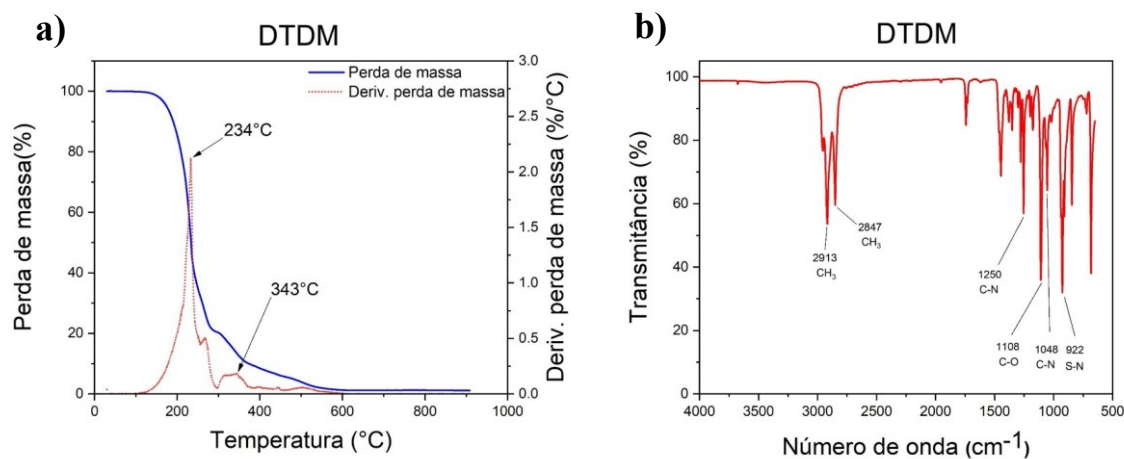 a)
DTDM
Perda de massa
Deriv. perda de massa
234°C
343°C
Perda de massa(%)
100
80
60
40
20
0
Deriv. perda de massa (%/°C)
3.0
2.5
2.0
1.5
1.0
0.5
0.0
0
200
400
600
800
1000
Temperatura (°C)
b)
DTDM
Transmitância (%)
100
80
60
40
20
0
2913
CH₃
2847
CH₃
1250
C-N
1108
C-O
1048
C-N
922
S-N
4000
3000
2500
2000
1500
1000
500
Número de onda (cm⁻¹)